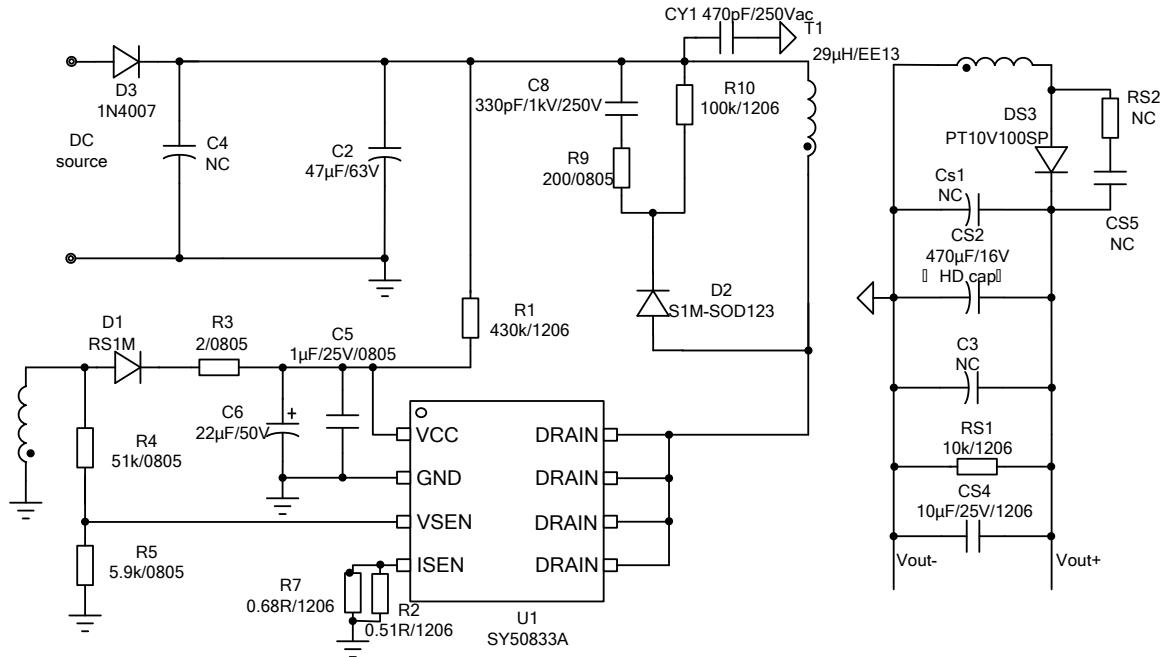 CY1 470pF/250Vac
T1
29µH/EE13
D3
1N4007
DC
source
C4
NC
C2
47µF/63V
C8
330pF/1kV/250V
R10
100k/1206
R9
200/0805
D2
S1M-SOD123
RS2
NC
DS3
PT10V100SP
Cs1
NC
CS5
NC
CS2
470µF/16V
HD cap
D1
RS1M
R3
2/0805
C5
1µF/25V/0805
R1
430k/1206
C3
NC
C6
+
22µF/50V
R4
51k/0805
VCC
DRAIN
GND
DRAIN
VSEN
DRAIN
ISEN
DRAIN
RS1
10k/1206
CS4
10µF/25V/1206
R5
5.9k/0805
R7
0.68R/1206
R2
0.51R/1206
U1
SY50833A
Vout-
Vout+